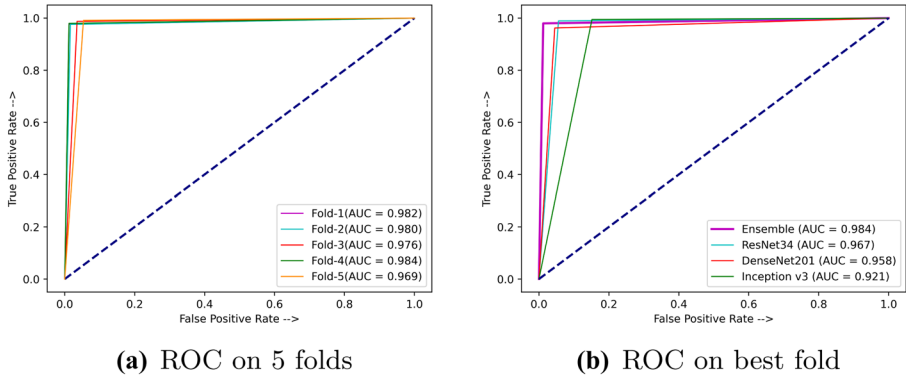 1.0
0.8
0.6
0.4
0.2
0.0
True Positive Rate -->
Fold-1(AUC = 0.982)
Fold-2(AUC = 0.980)
Fold-3(AUC = 0.976)
Fold-4(AUC = 0.984)
Fold-5(AUC = 0.969)
0.0 0.2 0.4 0.6 0.8 1.0
False Positive Rate -->
(a) ROC on 5 folds
1.0
0.8
0.6
0.4
0.2
0.0
True Positive Rate -->
Ensemble (AUC = 0.984)
ResNet34 (AUC = 0.967)
DenseNet201 (AUC = 0.958)
Inception v3 (AUC = 0.921)
0.0 0.2 0.4 0.6 0.8 1.0
False Positive Rate -->
(b) ROC on best fold